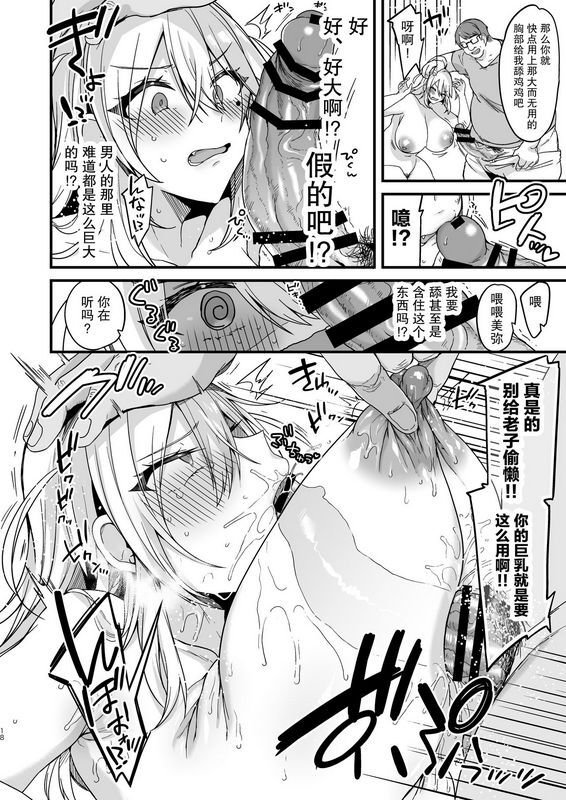 那么你就
快点用上那大而无用的
胸部给我舔鸡鸡吧
呀啊!
噫!?
好
好、好大啊!?
假的吧!?
男人的那里
难道都是这么巨大
的吗!?
喂
喂喂美弥
我要
舔甚至是
含住这个
东西吗!?
你在
听吗?
真是的
别给老子偷懒!!
你的巨乳就是要
这么用啊!!
18